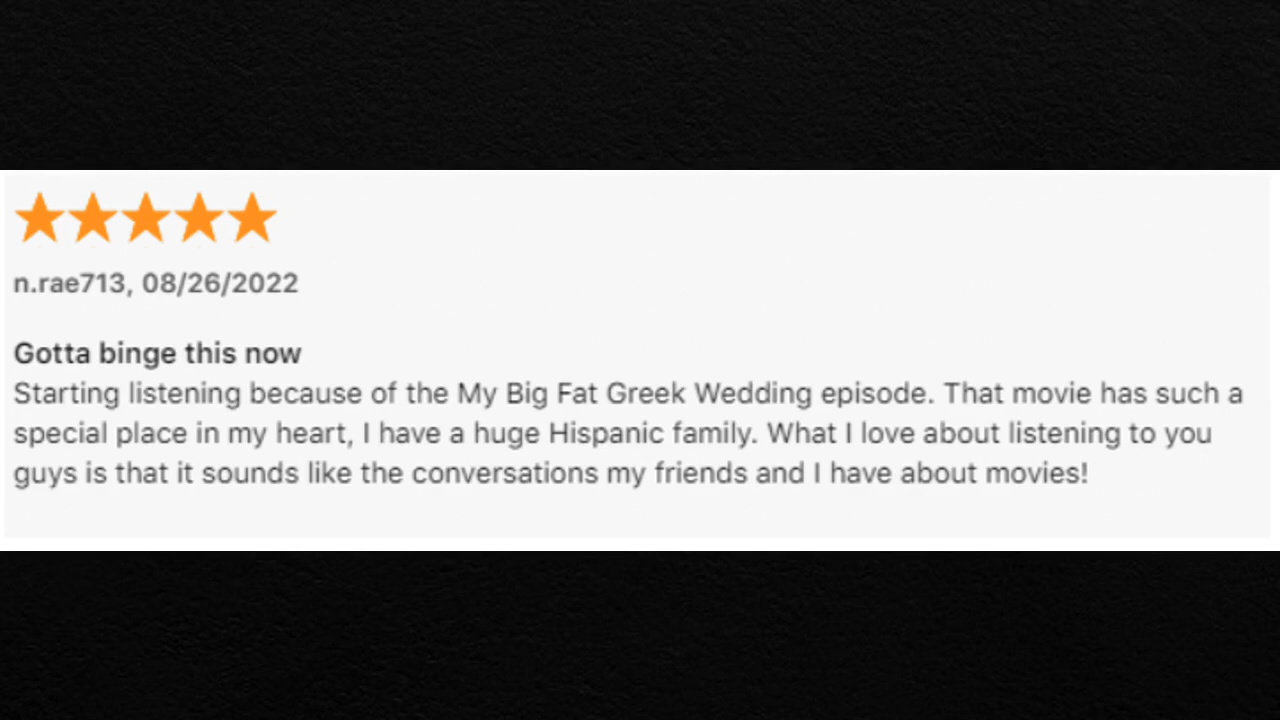 n.rae713, 08/26/2022
Gotta binge this now
Starting listening because of the My Big Fat Greek Wedding episode. That movie has such a
special place in my heart, I have a huge Hispanic family. What I love about listening to you
guys is that it sounds like the conversations my friends and I have about movies!